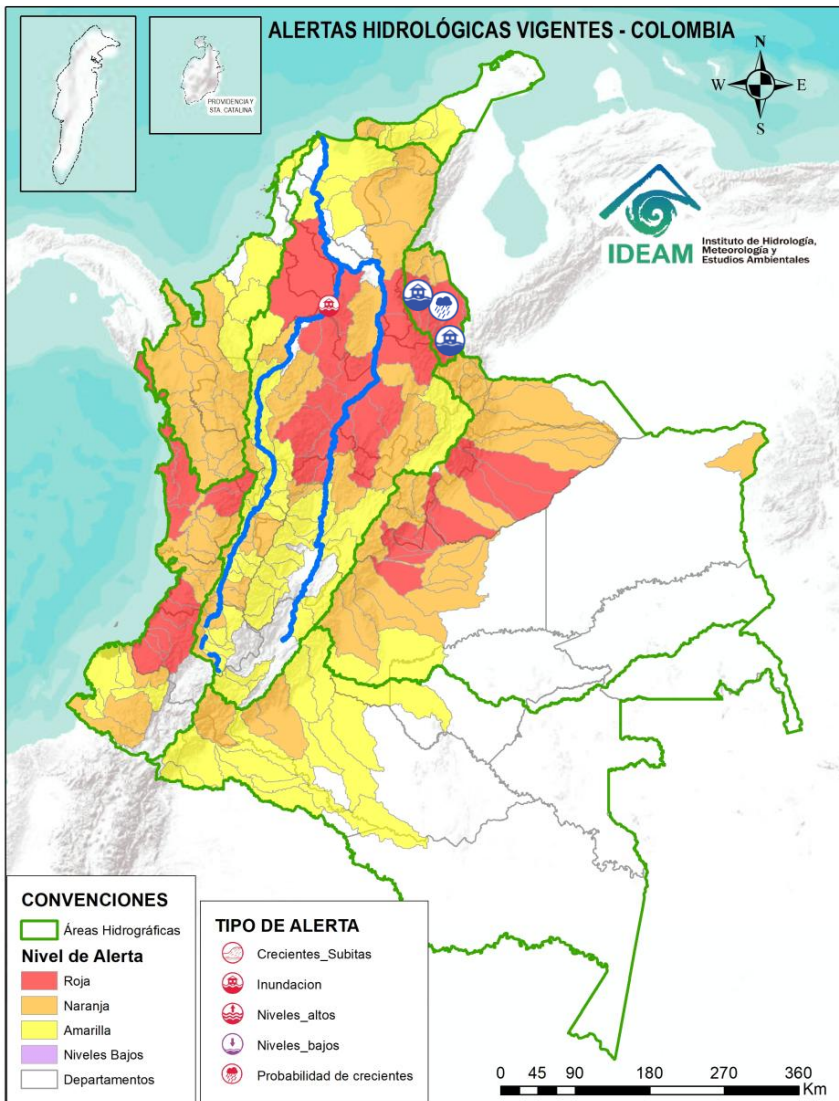 ALERTAS HIDROLÓGICAS VIGENTES - COLOMBIA
PROVIDENCIA Y
STA. CATALINA
N
W
E
S
IDEAM
Instituto de Hidrología,
Meteorología y
Estudios Ambientales
CONVENCIONES
Áreas Hidrográficas
Nivel de Alerta
Roja
Naranja
Amarilla
Niveles Bajos
Departamentos
TIPO DE ALERTA
Crecientes_Subitas
Inundacion
Niveles_altos
Niveles_bajos
Probabilidad de crecientes
0 45 90 180 270 360
Km